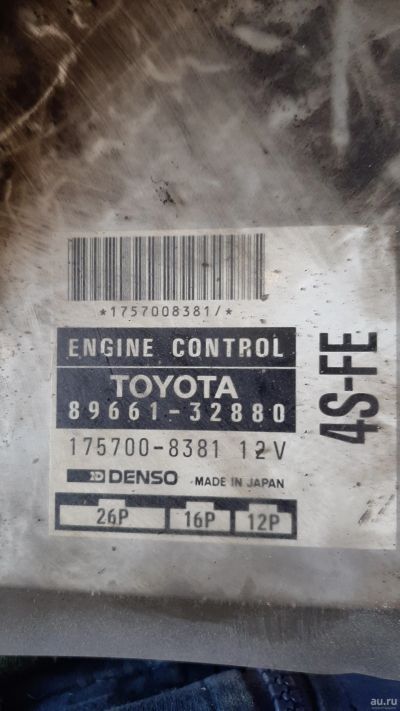 *1757008381/*
ENGINE CONTROL
TOYOTA
89661-32880
175700-8381 12V
DENSO MADE IN JAPAN
26P 16P 12P
4S-FE
au.ru